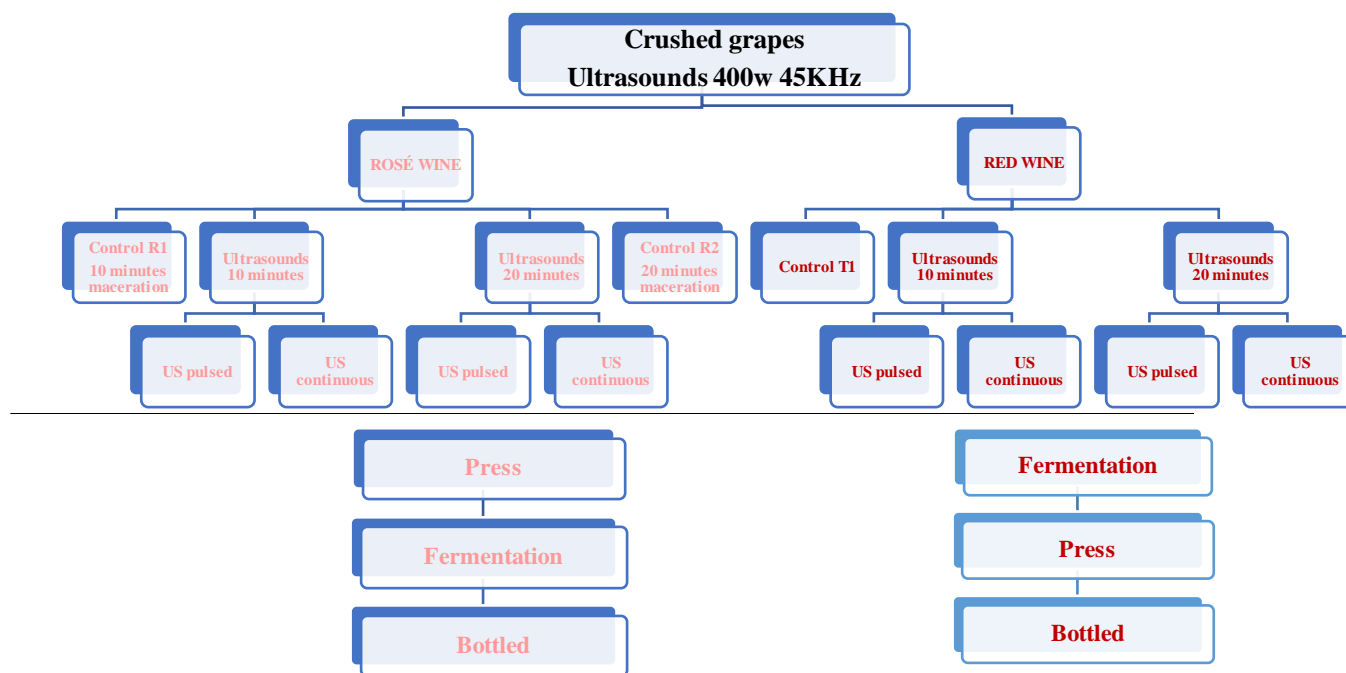 Crushed grapes
Ultrasounds 400w 45KHz
ROSÉ WINE
RED WINE
Control R1
10 minutes
maceration
Ultrasounds
10 minutes
Ultrasounds
20 minutes
Control R2
20 minutes
maceration
Control T1
Ultrasounds
10 minutes
Ultrasounds
20 minutes
US pulsed
US
continuous
US pulsed
US
continuous
US pulsed
US
continuous
US pulsed
US
continuous
Press
Fermentation
Bottled
Fermentation
Press
Bottled